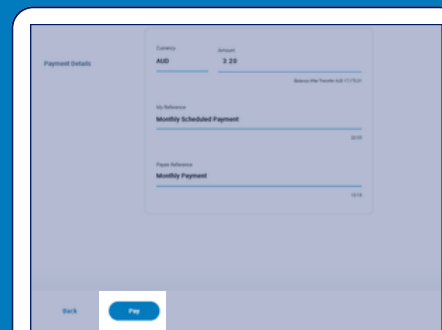 Currency
Amount
Payment Details
AUD
3.20
My Reference
Monthly Scheduled Payment
Payee Reference
Monthly Payment
Back
Pay